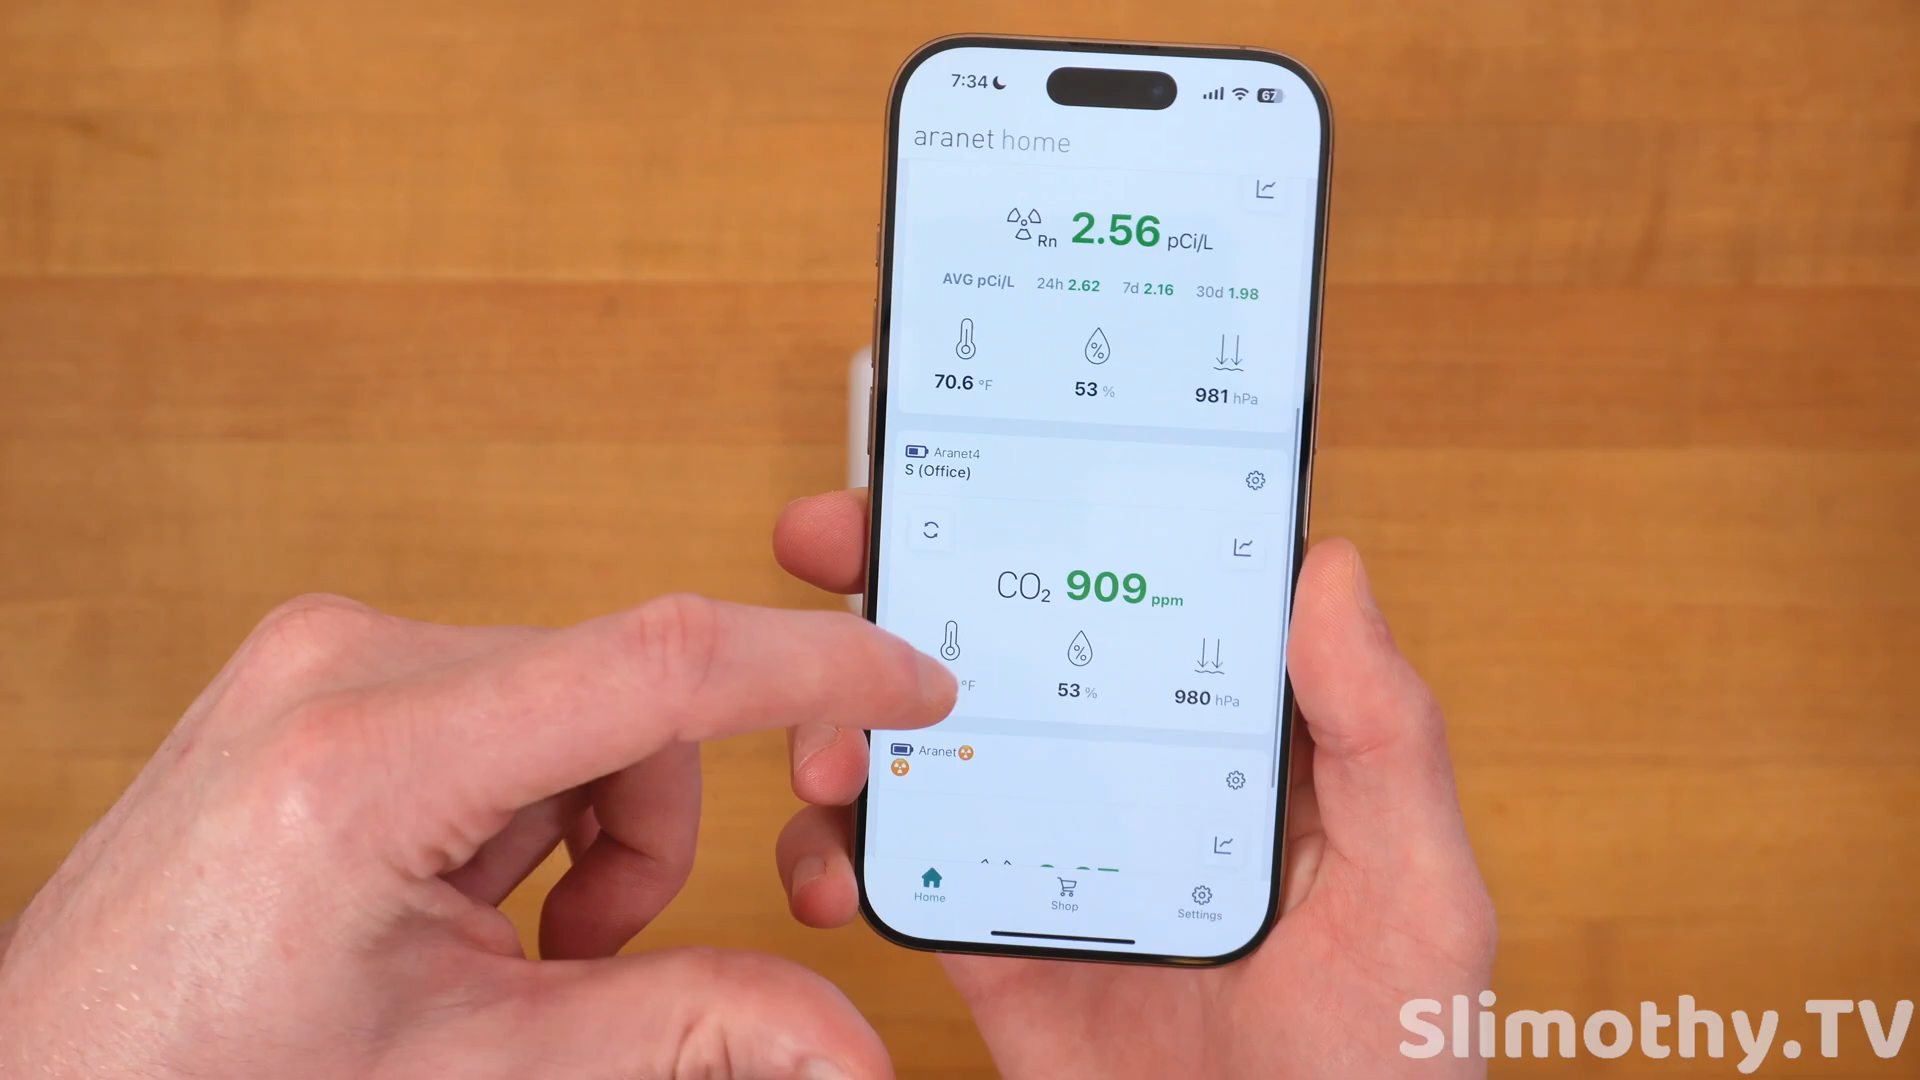 7:34
67
aranet home
Rn 2.56 pCi/L
AVG pCi/L 24h 2.62 7d 2.16 30d 1.98
70.6 °F
53 %
981 hPa
Aranet4
S (Office)
CO₂ 909 ppm
°F
53 %
980 hPa
Aranet☢
☢
Home
Shop
Settings
Slimothy.TV